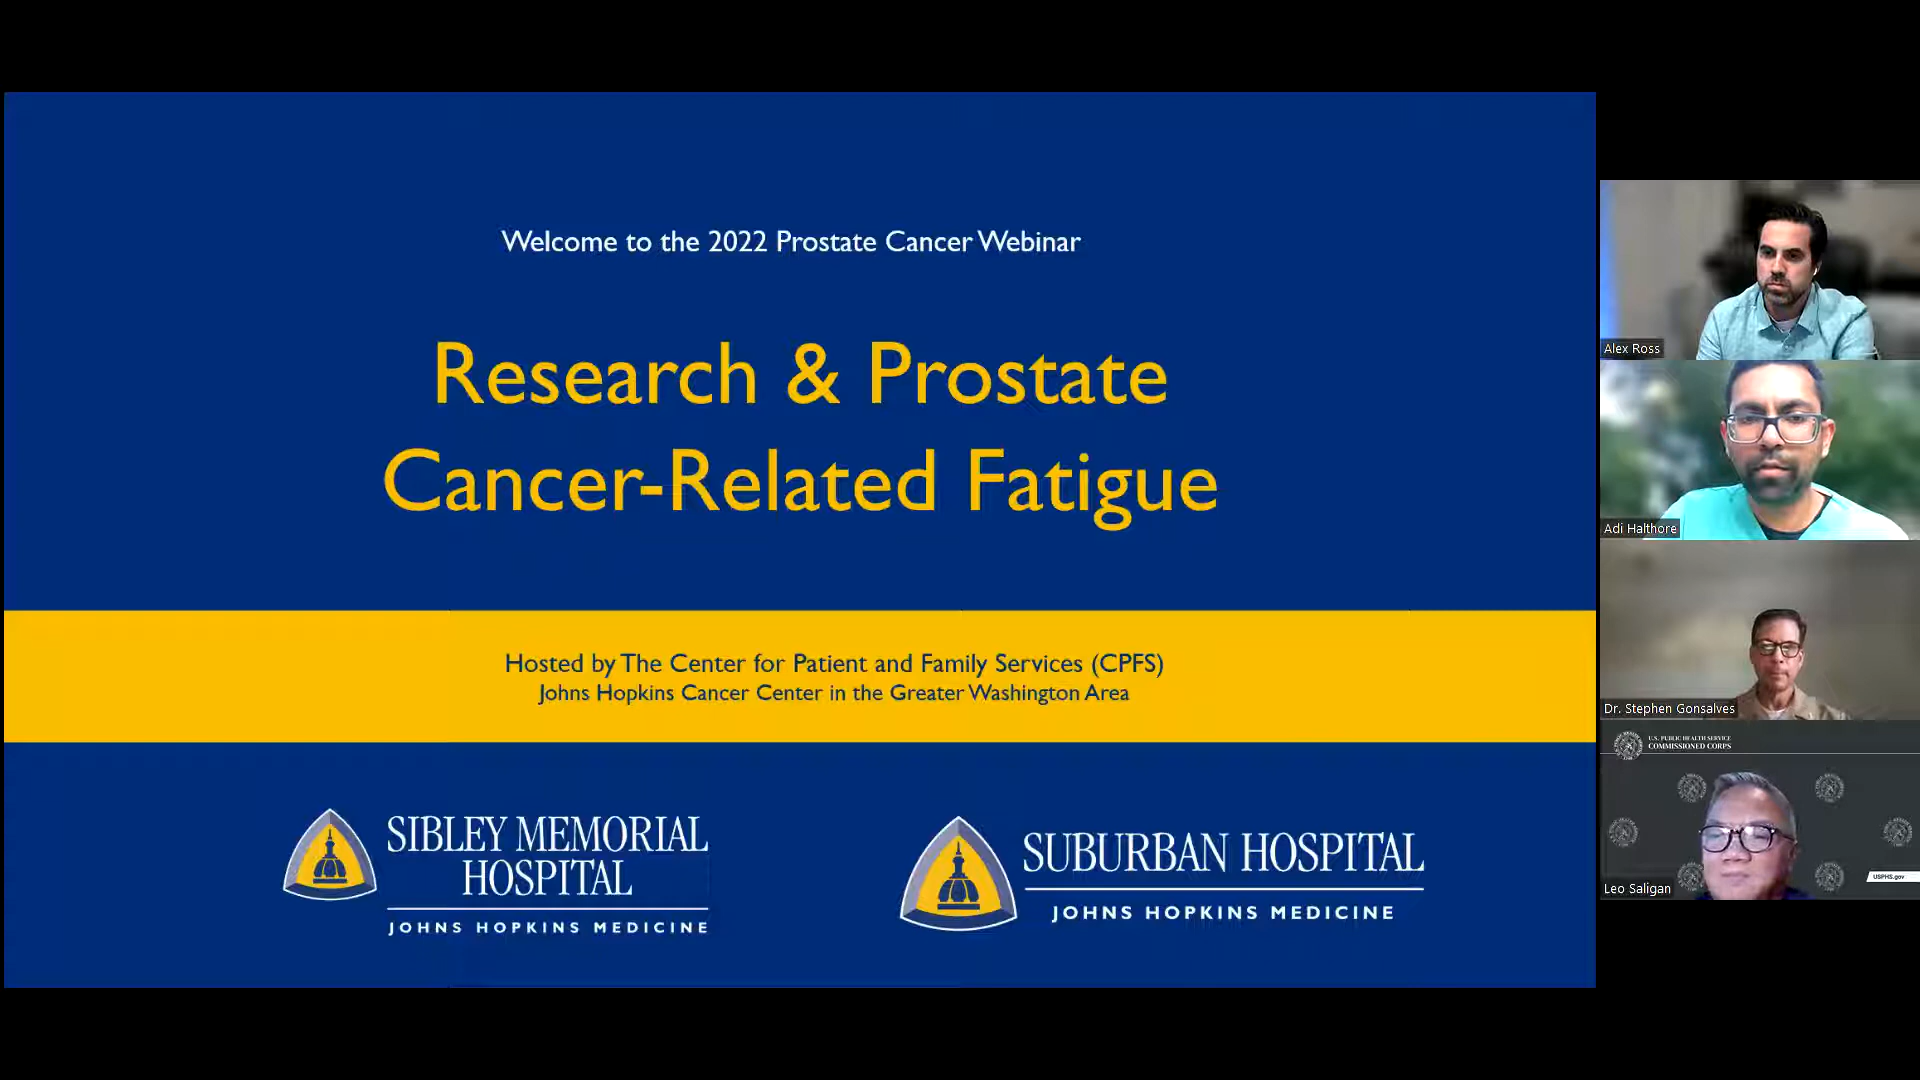 Welcome to the 2022 Prostate Cancer Webinar
Research & Prostate
Cancer-Related Fatigue
Hosted by The Center for Patient and Family Services (CPFS)
Johns Hopkins Cancer Center in the Greater Washington Area
SIBLEY MEMORIAL
HOSPITAL
JOHNS HOPKINS MEDICINE
SUBURBAN HOSPITAL
JOHNS HOPKINS MEDICINE
Alex Ross
Adi Halthore
Dr. Stephen Gonsalves
U.S. PUBLIC HEALTH SERVICE
COMMISSIONED CORPS
USPHS.gov
Leo Saligan